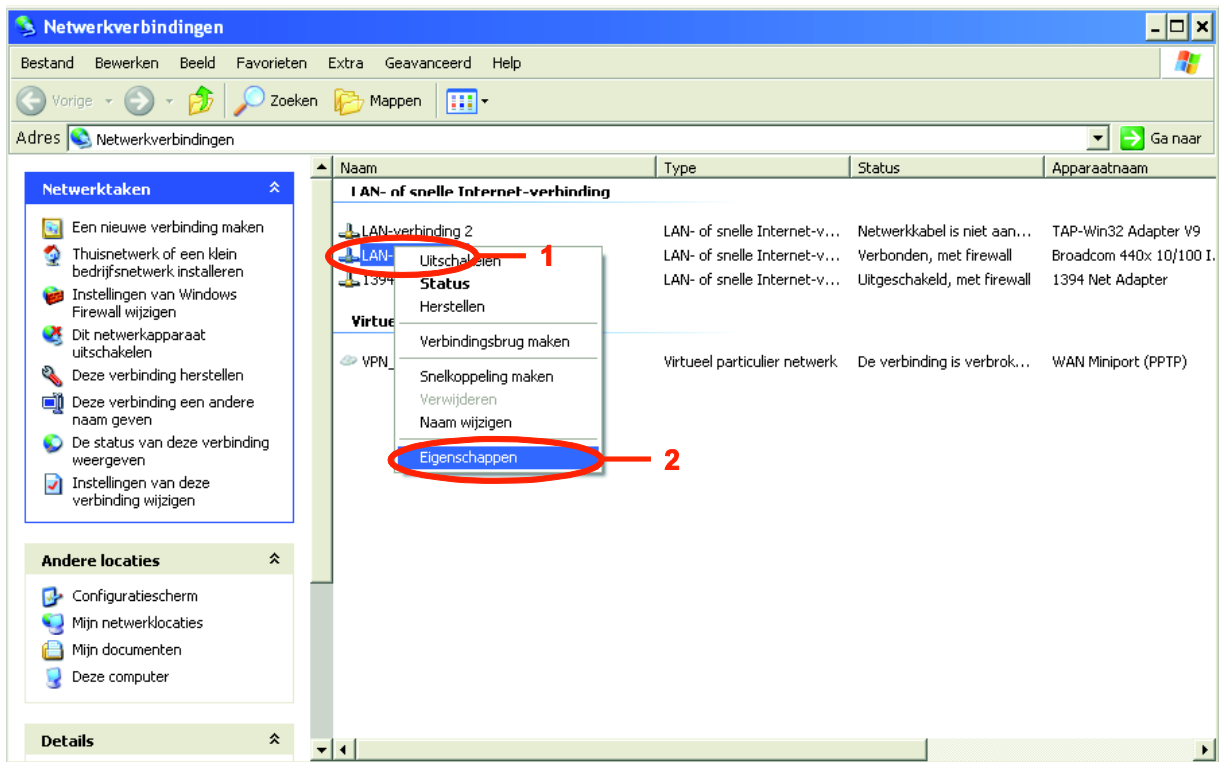 Netwerkverbindingen
Bestand Bewerken Beeld Favorieten Extra Geavanceerd Help
Vorige Zoeken Mappen
Adres Netwerkverbindingen Ga naar
Netwerktaken
Een nieuwe verbinding maken
Thuisnetwerk of een klein
bedrijfsnetwerk installeren
Instellingen van Windows
Firewall wijzigen
Dit netwerkapparaat
uitschakelen
Deze verbinding herstellen
Deze verbinding een andere
naam geven
De status van deze verbinding
weergeven
Instellingen van deze
verbinding wijzigen
Andere locaties
Configuratiescherm
Mijn netwerklocaties
Mijn documenten
Deze computer
Details
Naam Type Status Apparaatnaam
LAN- of snelle Internet-verbinding
LAN-verbinding 2 LAN- of snelle Internet-v... Netwerkkabel is niet aan... TAP-Win32 Adapter V9
LAN- LAN- of snelle Internet-v... Verbonden, met firewall Broadcom 440x 10/100 I.
1394 LAN- of snelle Internet-v... Uitgeschakeld, met firewall 1394 Net Adapter
Virtue
VPN_ Virtueel particulier netwerk De verbinding is verbrok... WAN Miniport (PPTP)
Uitschakelen
Status
Herstellen
Verbindingsbrug maken
Snelkoppeling maken
Verwijderen
Naam wijzigen
Eigenschappen
1
2